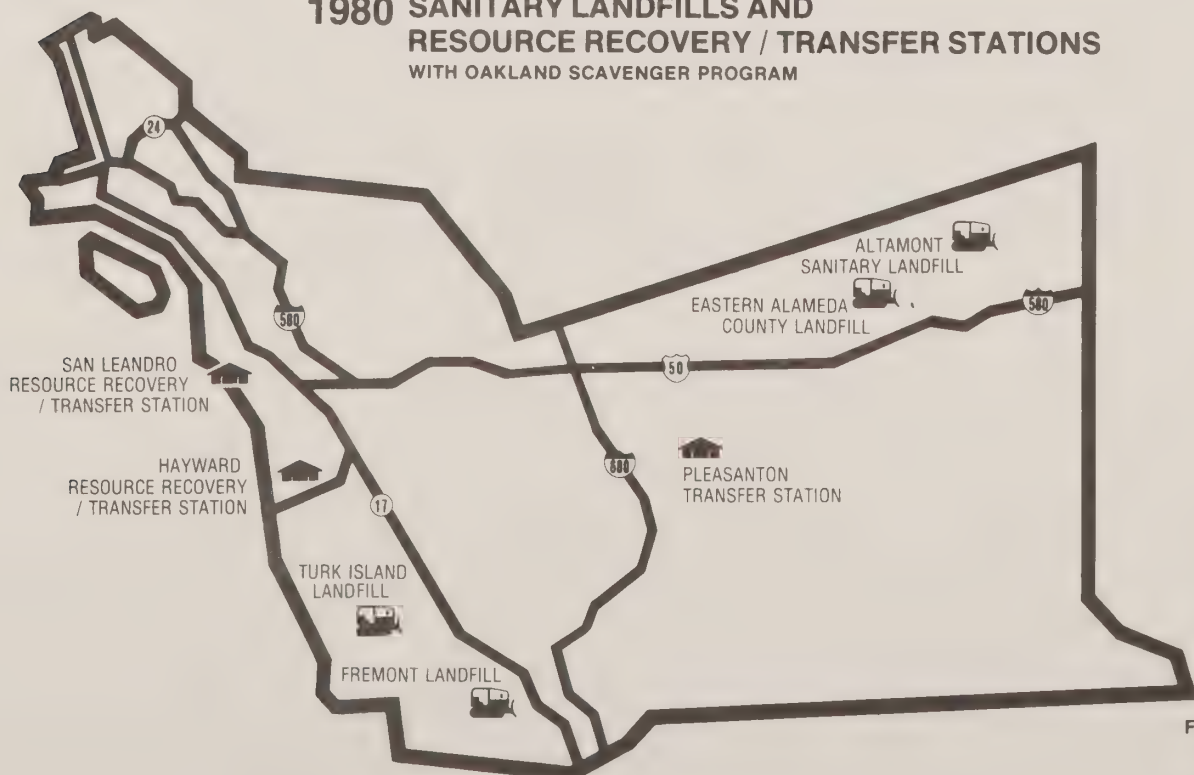 1980 SANITARY LANDFILLS AND
RESOURCE RECOVERY / TRANSFER STATIONS
WITH OAKLAND SCAVENGER PROGRAM
24
ALTAMONT
SANITARY LANDFILL
EASTERN ALAMEDA
COUNTY LANDFILL
580
580
50
SAN LEANDRO
RESOURCE RECOVERY
/ TRANSFER STATION
HAYWARD
RESOURCE RECOVERY
/ TRANSFER STATION
680
PLEASANTON
TRANSFER STATION
17
TURK ISLAND
LANDFILL
FREMONT LANDFILL
F